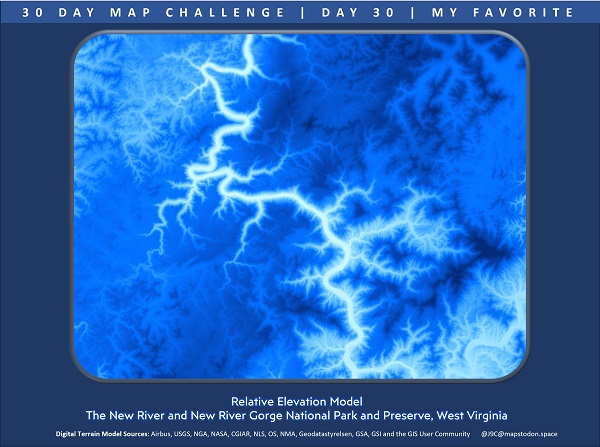 30 DAY MAP CHALLENGE | DAY 30 | MY FAVORITE
Relative Elevation Model
The New River and New River Gorge National Park and Preserve, West Virginia
Digital Terrain Model Sources: Airbus, USGS, NGA, NASA, CGIAR, NLS, OS, NMA, Geodatastyrelsen, GSA, GSI and the GIS User Community @J9C@mapstodon.space